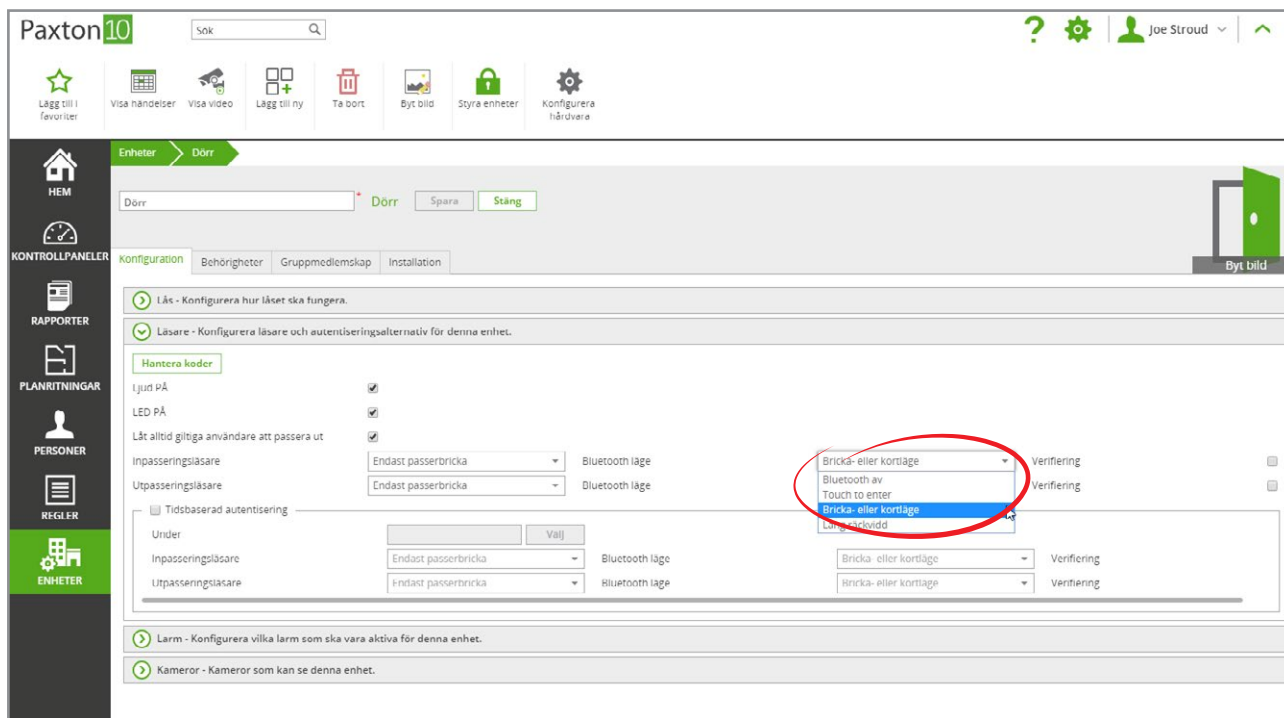 Paxton 10
Sök
?
Joe Stroud
Lägg till i favoriter
Visa händelser
Visa video
Lägg till ny
Ta bort
Byt bild
Styra enheter
Konfigurera hårdvara
HEM
KONTROLLPANELER
RAPPORTER
PLANRITNINGAR
PERSONER
REGLER
ENHETER
Enheter
Dörr
Dörr * Dörr Spara Stäng
Byt bild
Konfiguration Behörigheter Gruppmedlemskap Installation
Lås - Konfigurera hur låset ska fungera.
Läsare - Konfigurera läsare och autentiseringsalternativ för denna enhet.
Hantera koder
Ljud PÅ
LED PÅ
Låt alltid giltiga användare att passera ut
Inpasseringsläsare Endast passerbricka Bluetooth läge Bricka- eller kortläge Verifiering
Bluetooth av
Touch to enter
Bricka- eller kortläge
Lång räckvidd
Utpasseringsläsare Endast passerbricka Bluetooth läge Verifiering
Tidsbaserad autentisering
Under Välj
Inpasseringsläsare Endast passerbricka Bluetooth läge Bricka- eller kortläge Verifiering
Utpasseringsläsare Endast passerbricka Bluetooth läge Bricka- eller kortläge Verifiering
Larm - Konfigurera vilka larm som ska vara aktiva för denna enhet.
Kameror - Kameror som kan se denna enhet.